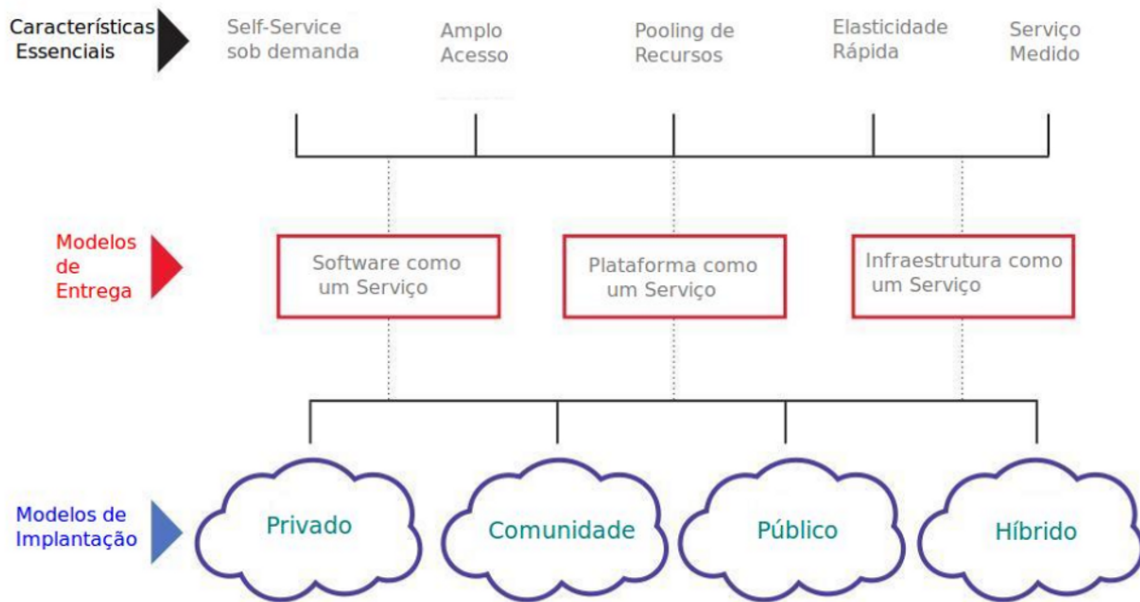 Características
Essenciais
Self-Service
sob demanda
Amplo
Acesso
Pooling de
Recursos
Elasticidade
Rápida
Serviço
Medido
Modelos
de
Entrega
Software como
um Serviço
Plataforma como
um Serviço
Infraestrutura como
um Serviço
Modelos de
Implantação
Privado
Comunidade
Público
Híbrido